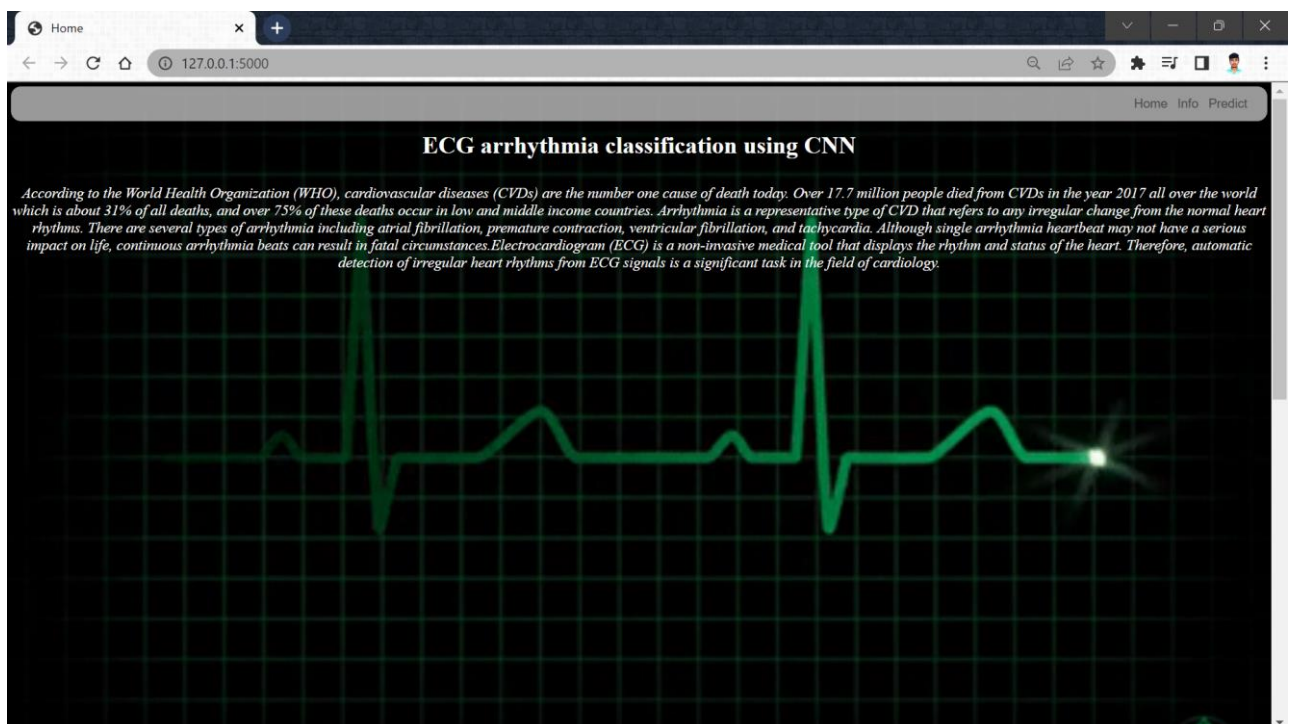 Home
127.0.0.1:5000
Home Info Predict
ECG arrhythmia classification using CNN
According to the World Health Organization (WHO), cardiovascular diseases (CVDs) are the number one cause of death today. Over 17.7 million people died from CVDs in the year 2017 all over the world
which is about 31% of all deaths, and over 75% of these deaths occur in low and middle income countries. Arrhythmia is a representative type of CVD that refers to any irregular change from the normal heart
rhythms. There are several types of arrhythmia including atrial fibrillation, premature contraction, ventricular fibrillation, and tachycardia. Although single arrhythmia heartbeat may not have a serious
impact on life, continuous arrhythmia beats can result in fatal circumstances.Electrocardiogram (ECG) is a non-invasive medical tool that displays the rhythm and status of the heart. Therefore, automatic
detection of irregular heart rhythms from ECG signals is a significant task in the field of cardiology.